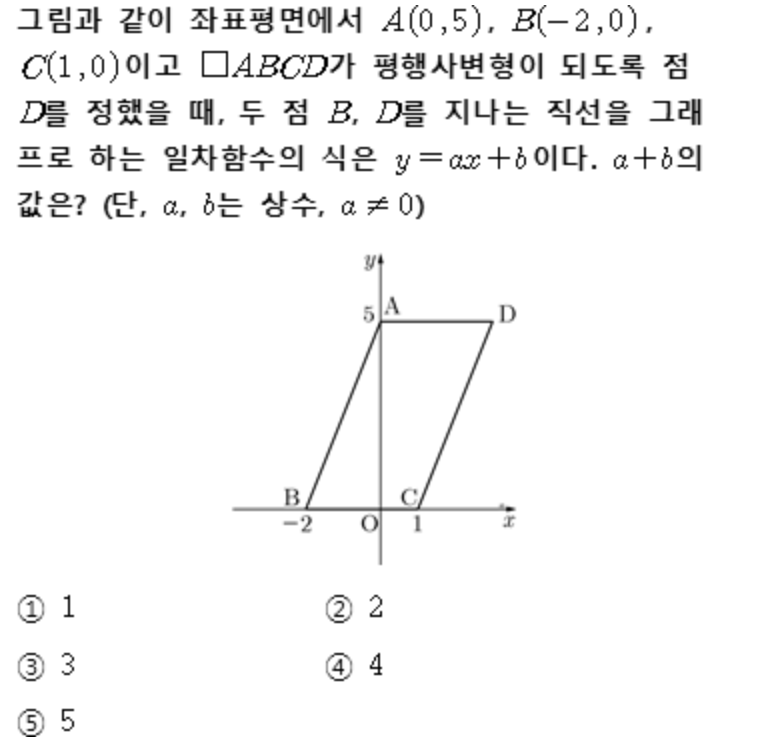 그림과 같이 좌표평면에서 A(0,5), B(−2,0),
C(1,0)이고 □ABCD가 평행사변형이 되도록 점
D를 정했을 때, 두 점 B, D를 지나는 직선을 그래
프로 하는 일차함수의 식은 y=ax+b이다. a+b의
값은? (단, a, b는 상수, a≠0)
y
5 A D
B C
−2 O 1 x
① 1 ② 2
③ 3 ④ 4
⑤ 5